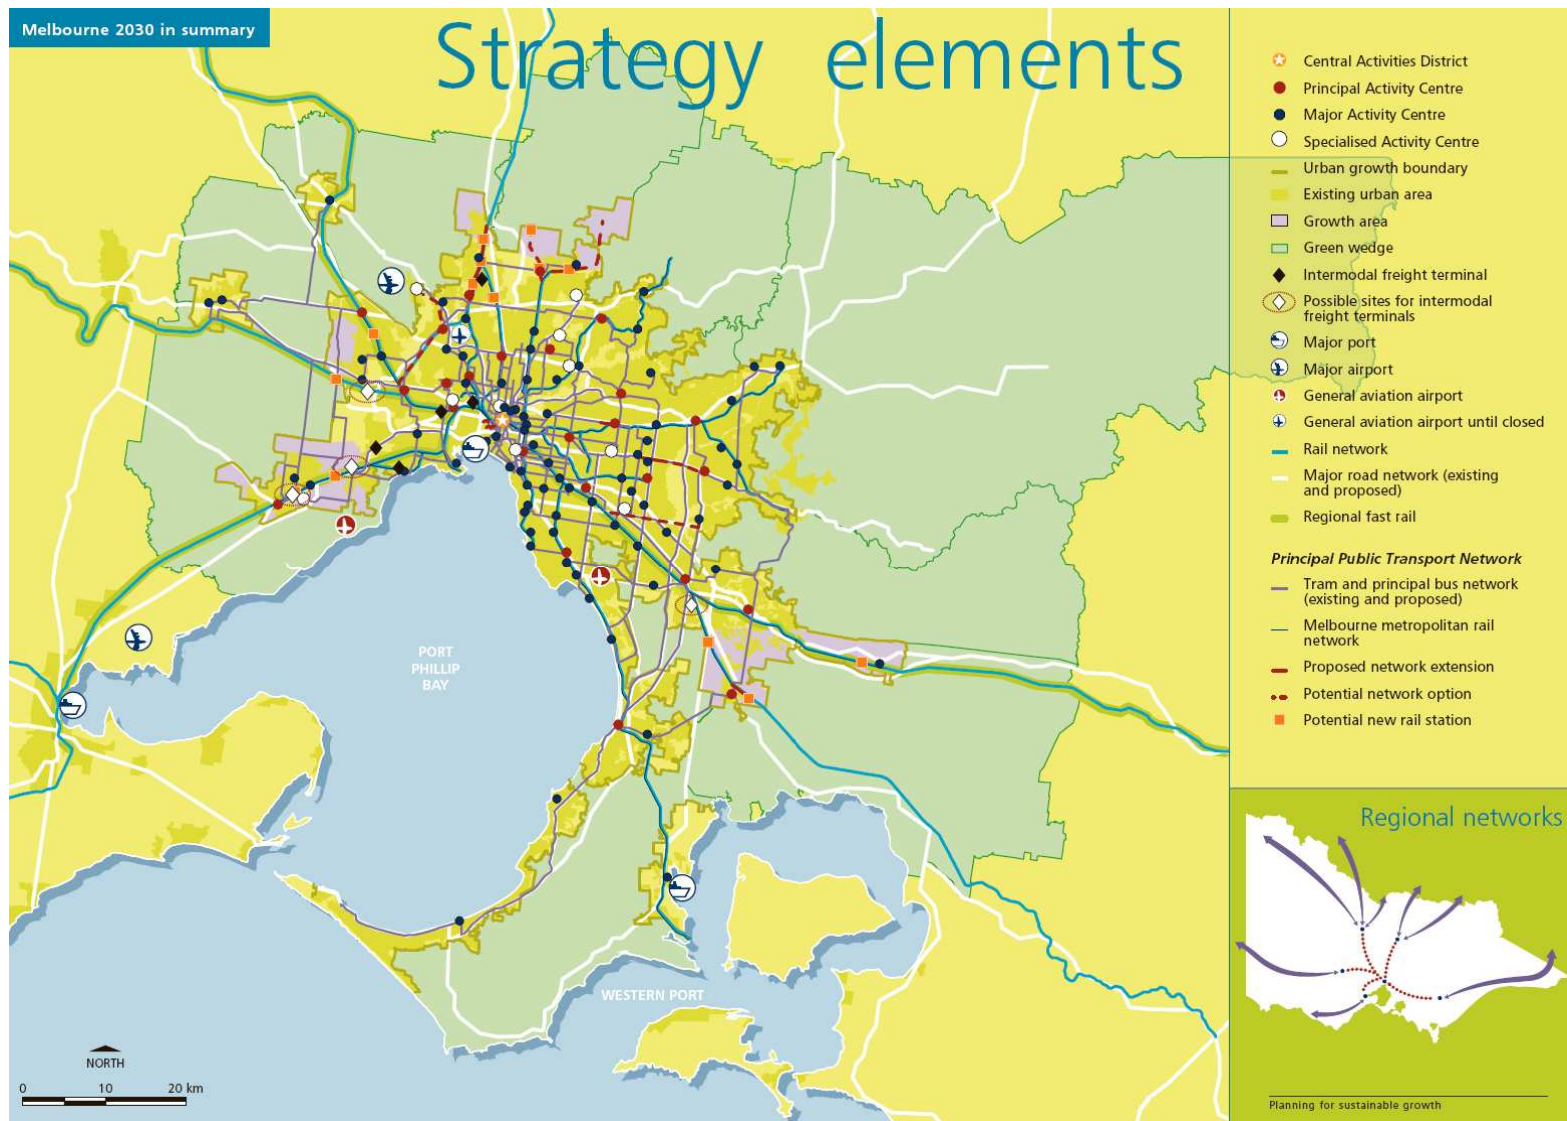 Melbourne 2030 in summary
Strategy elements
Central Activities District
Principal Activity Centre
Major Activity Centre
Specialised Activity Centre
Urban growth boundary
Existing urban area
Growth area
Green wedge
Intermodal freight terminal
Possible sites for intermodal
freight terminals
Major port
Major airport
General aviation airport
General aviation airport until closed
Rail network
Major road network (existing
and proposed)
Regional fast rail
Principal Public Transport Network
Tram and principal bus network
(existing and proposed)
Melbourne metropolitan rail
network
Proposed network extension
Potential network option
Potential new rail station
PORT
PHILLIP
BAY
WESTERN PORT
NORTH
0 10 20 km
Regional networks
Planning for sustainable growth